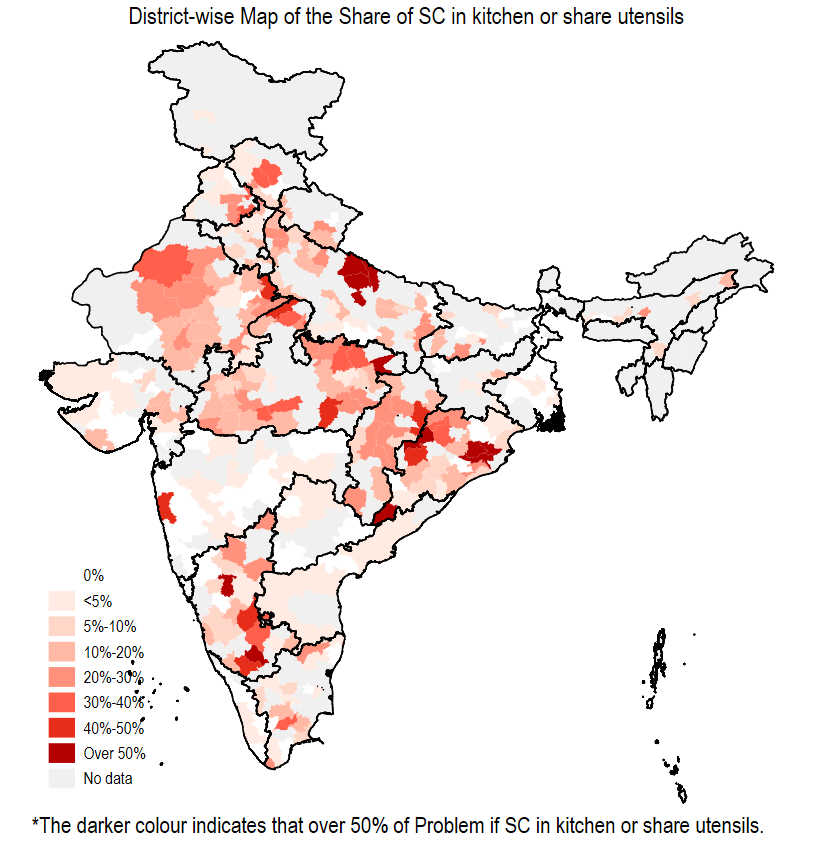 District-wise Map of the Share of SC in kitchen or share utensils
0%
<5%
5%-10%
10%-20%
20%-30%
30%-40%
40%-50%
Over 50%
No data
*The darker colour indicates that over 50% of Problem if SC in kitchen or share utensils.